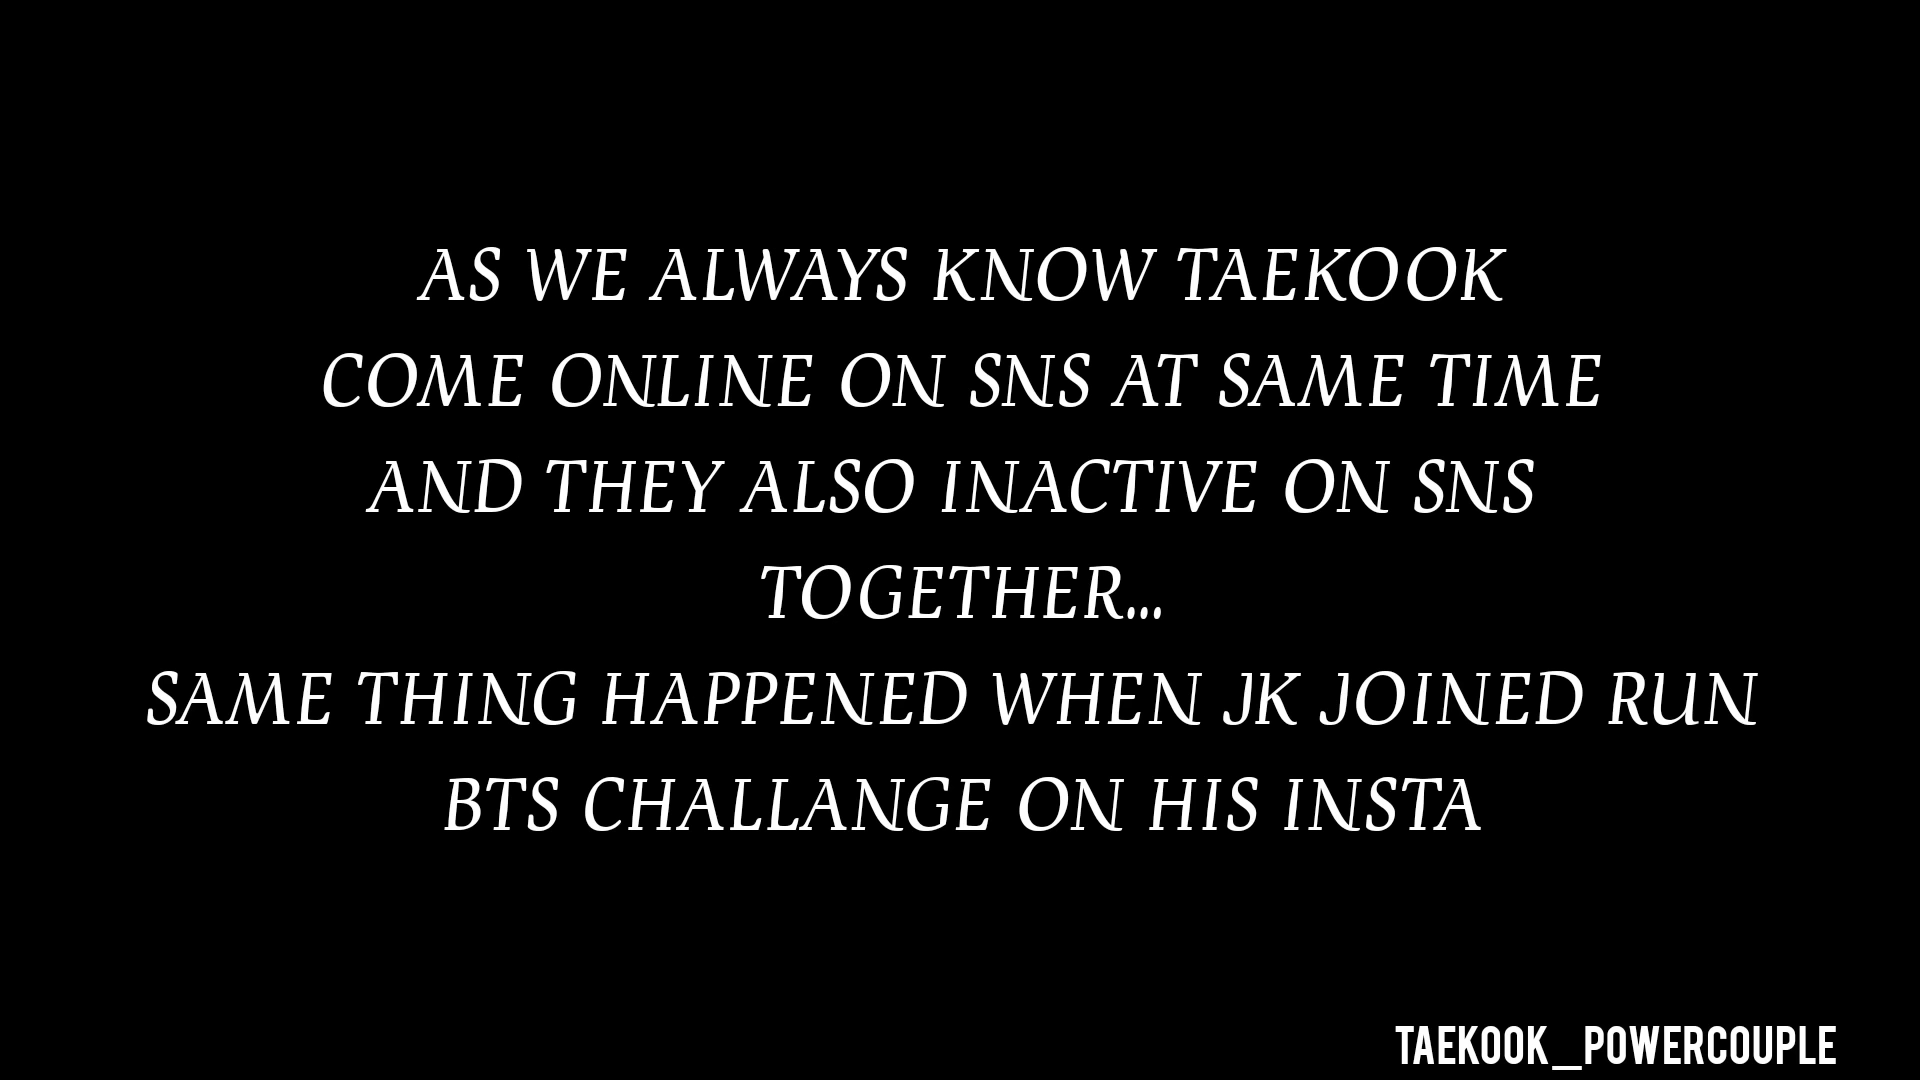 AS WE ALWAYS KNOW TAEKOOK
COME ONLINE ON SNS AT SAME TIME
AND THEY ALSO INACTIVE ON SNS
TOGETHER...
SAME THING HAPPENED WHEN JK JOINED RUN
BTS CHALLANGE ON HIS INSTA
TAEKOOK_POWERCOUPLE